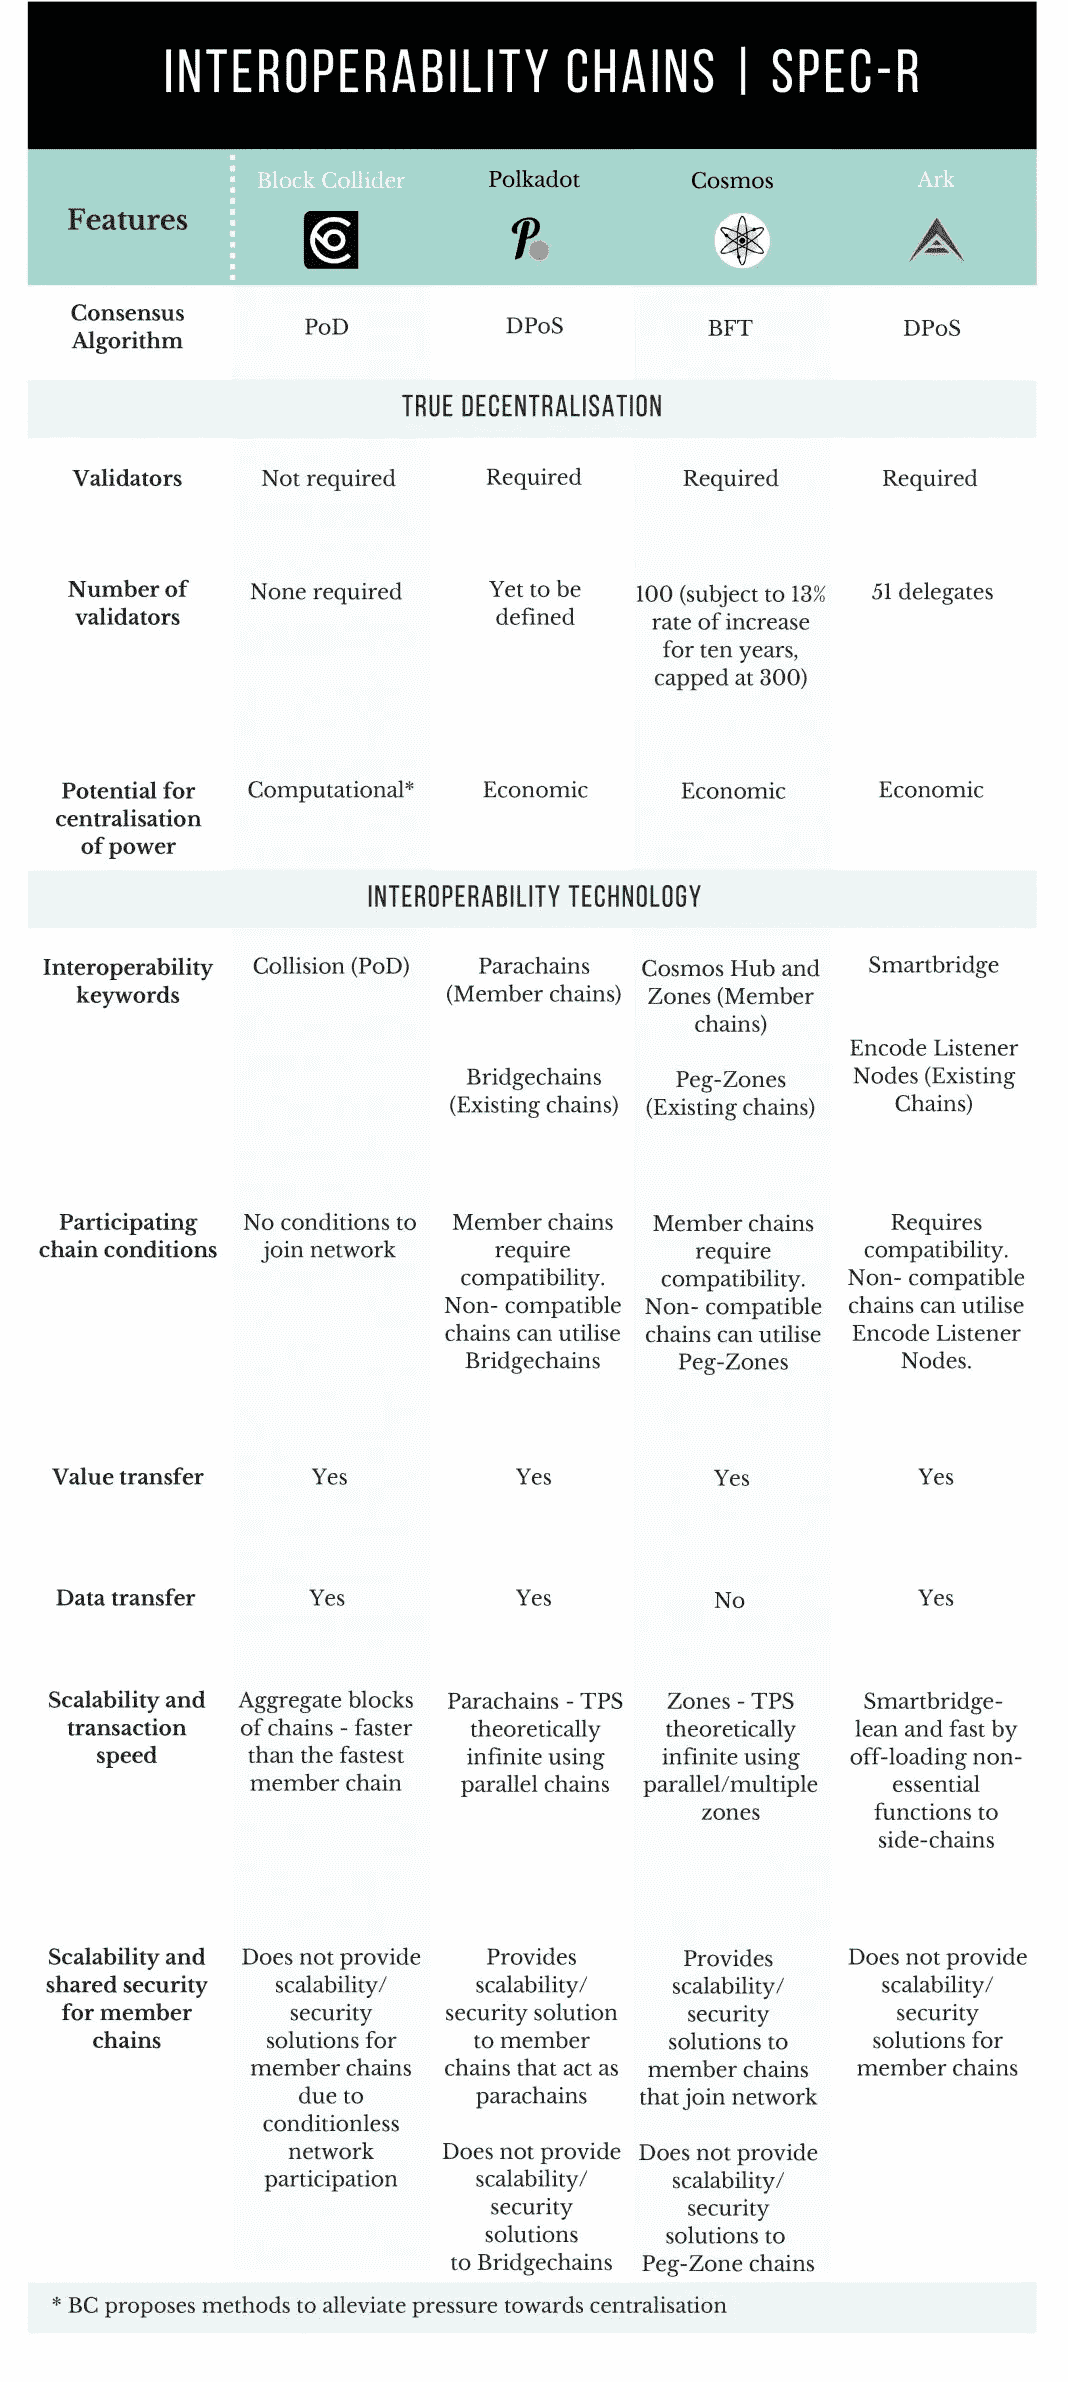 INTEROPERABILITY CHAINS | SPEC-R
Features
Block Collider
Polkadot
Cosmos
Ark
Consensus
Algorithm
PoD
DPoS
BFT
DPoS
TRUE DECENTRALISATION
Validators
Not required
Required
Required
Required
Number of
validators
None required
Yet to be
defined
100 (subject to 13%
rate of increase
for ten years,
capped at 300)
51 delegates
Potential for
centralisation
of power
Computational*
Economic
Economic
Economic
INTEROPERABILITY TECHNOLOGY
Interoperability
keywords
Collision (PoD)
Parachains
(Member chains)
Bridgechains
(Existing chains)
Cosmos Hub and
Zones (Member
chains)
Peg-Zones
(Existing chains)
Smartbridge
Encode Listener
Nodes (Existing
Chains)
Participating
chain conditions
No conditions to
join network
Member chains
require
compatibility.
Non- compatible
chains can utilise
Bridgechains
Member chains
require
compatibility.
Non- compatible
chains can utilise
Peg-Zones
Requires
compatibility.
Non- compatible
chains can utilise
Encode Listener
Nodes.
Value transfer
Yes
Yes
Yes
Yes
Data transfer
Yes
Yes
No
Yes
Scalability and
transaction
speed
Aggregate blocks
of chains - faster
than the fastest
member chain
Parachains - TPS
theoretically
infinite using
parallel chains
Zones - TPS
theoretically
infinite using
parallel/multiple
zones
Smartbridge-
lean and fast by
off-loading non-
essential
functions to
side-chains
Scalability and
shared security
for member
chains
Does not provide
scalability/
security
solutions for
member chains
due to
conditionless
network
participation
Provides
scalability/
security solution
to member
chains that act as
parachains
Does not provide
scalability/
security
solutions
to Bridgechains
Provides
scalability/
security
solutions to
member chains
that join network
Does not provide
scalability/
security
solutions to
Peg-Zone chains
Does not provide
scalability/
security
solutions for
member chains
* BC proposes methods to alleviate pressure towards centralisation